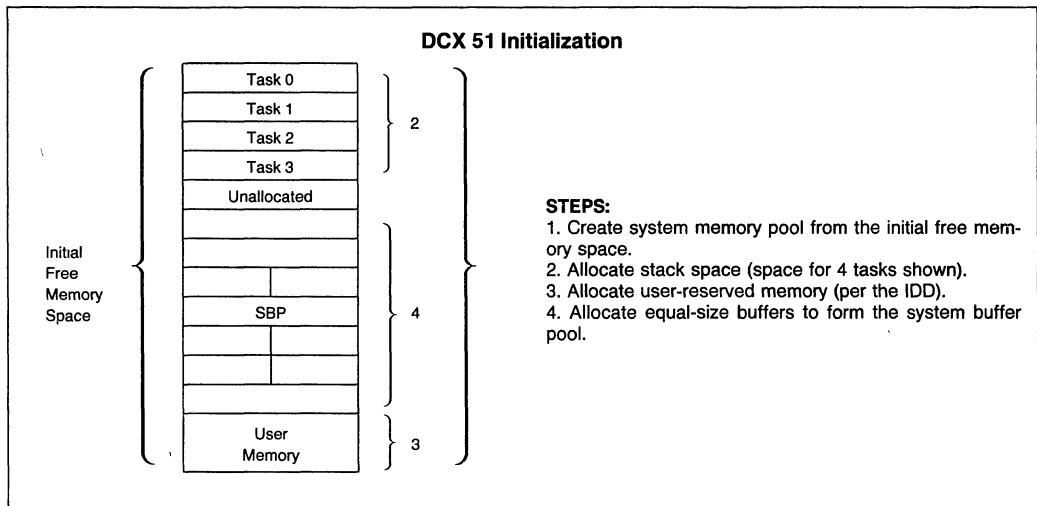 DCX 51 Initialization
Task 0
Task 1
Task 2
Task 3
Unallocated
SBP
User
Memory
2
4
3
Initial
Free
Memory
Space
STEPS:
1. Create system memory pool from the initial free mem-
ory space.
2. Allocate stack space (space for 4 tasks shown).
3. Allocate user-reserved memory (per the IDD).
4. Allocate equal-size buffers to form the system buffer
pool.